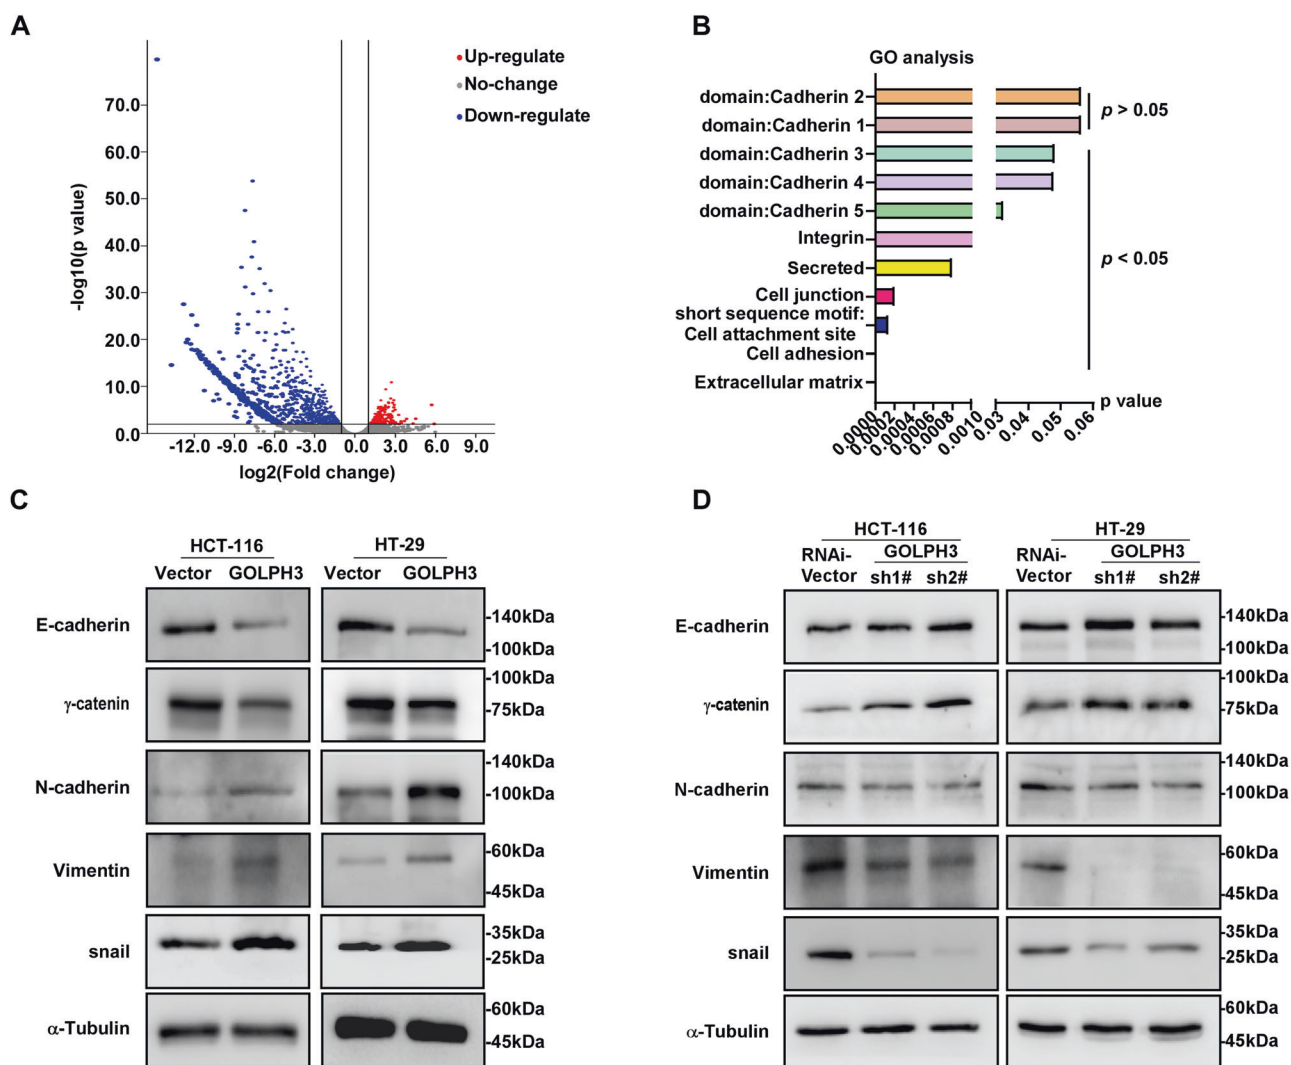 A
Up-regulate
No-change
Down-regulate
-log10(p value)
70.0
60.0
50.0
40.0
30.0
20.0
10.0
0.0
-12.0 -9.0 -6.0 -3.0 0.0 3.0 6.0 9.0
log2(Fold change)
B
GO analysis
domain:Cadherin 2
domain:Cadherin 1
domain:Cadherin 3
domain:Cadherin 4
domain:Cadherin 5
Integrin
Secreted
Cell junction
short sequence motif:
Cell attachment site
Cell adhesion
Extracellular matrix
p > 0.05
p < 0.05
p value
0.0000 0.0002 0.0004 0.0006 0.0008 0.0010 0.03 0.04 0.05 0.06
C
HCT-116 HT-29
Vector GOLPH3 Vector GOLPH3
E-cadherin
-140kDa
-100kDa
γ-catenin
-100kDa
-75kDa
N-cadherin
-140kDa
-100kDa
Vimentin
-60kDa
-45kDa
snail
-35kDa
-25kDa
α-Tubulin
-60kDa
-45kDa
D
HCT-116 HT-29
RNAi-
Vector
GOLPH3
sh1# sh2#
RNAi-
Vector
GOLPH3
sh1# sh2#
E-cadherin
-140kDa
-100kDa
γ-catenin
-100kDa
-75kDa
N-cadherin
-140kDa
-100kDa
Vimentin
-60kDa
-45kDa
snail
-35kDa
-25kDa
α-Tubulin
-60kDa
-45kDa